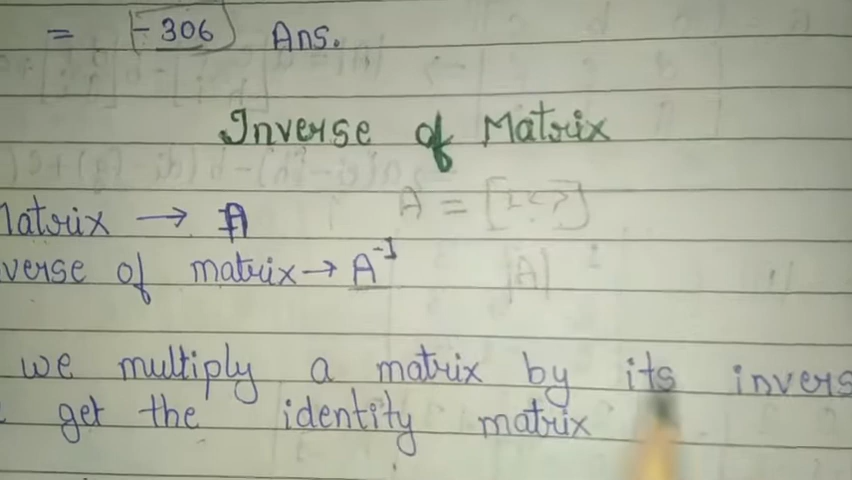 = -306 Ans.
Inverse of Matrix
Matrix → A
verse of matrix → A⁻¹
we multiply a matrix by its invers
get the identity matrix